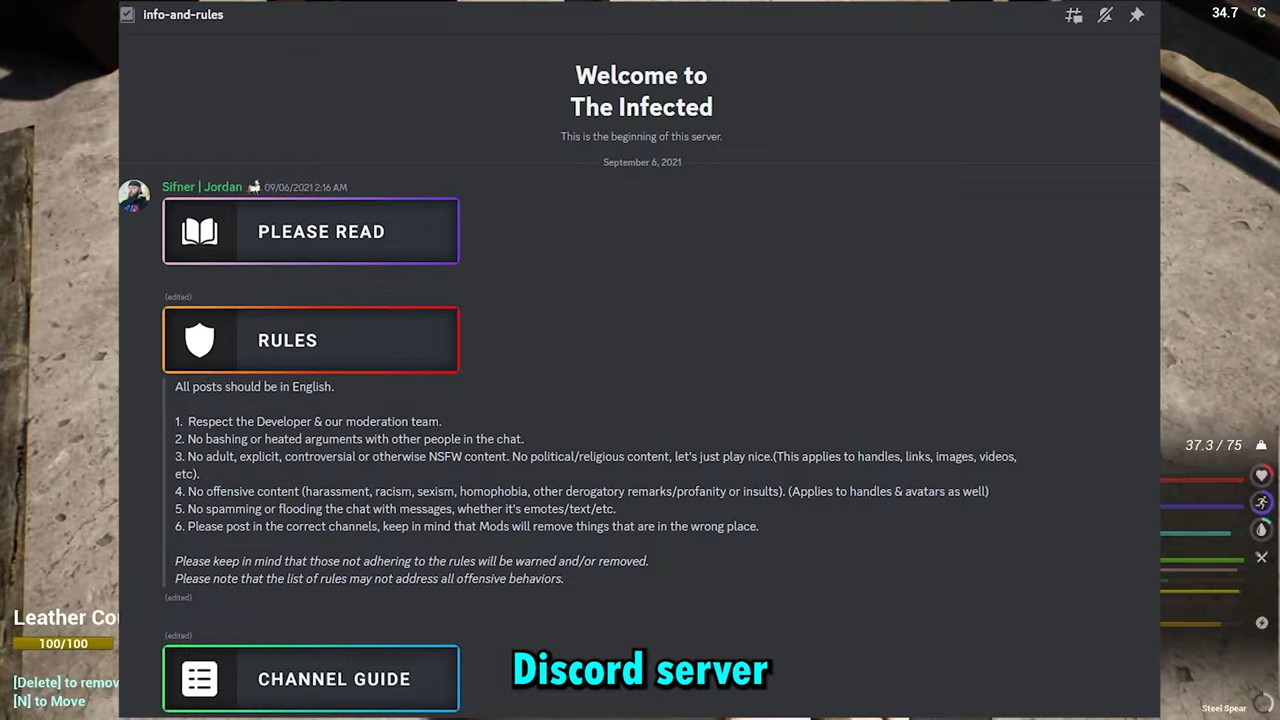 info-and-rules
34.7 °C
Welcome to
The Infected
This is the beginning of this server.
September 6, 2021
Sifner | Jordan 09/06/2021 2:16 AM
PLEASE READ
(edited)
RULES
All posts should be in English.
1. Respect the Developer & our moderation team.
2. No bashing or heated arguments with other people in the chat.
3. No adult, explicit, controversial or otherwise NSFW content. No political/religious content, let's just play nice.(This applies to handles, links, images, videos,
etc).
4. No offensive content (harassment, racism, sexism, homophobia, other derogatory remarks/profanity or insults). (Applies to handles & avatars as well)
5. No spamming or flooding the chat with messages, whether it's emotes/text/etc.
6. Please post in the correct channels, keep in mind that Mods will remove things that are in the wrong place.
Please keep in mind that those not adhering to the rules will be warned and/or removed.
Please note that the list of rules may not address all offensive behaviors.
(edited)
(edited)
CHANNEL GUIDE
Discord server
37.3 / 75
Leather Co
100/100
[Delete] to remov
[N] to Move
Steel Spear